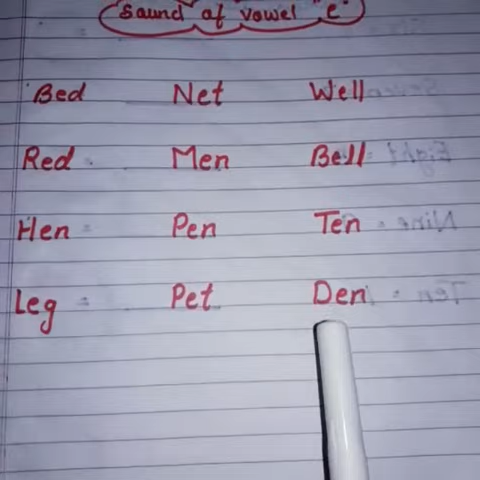 Sound of vowel "e"
Bed Net Well
Red Men Bell
Hen Pen Ten
Leg Pet Den